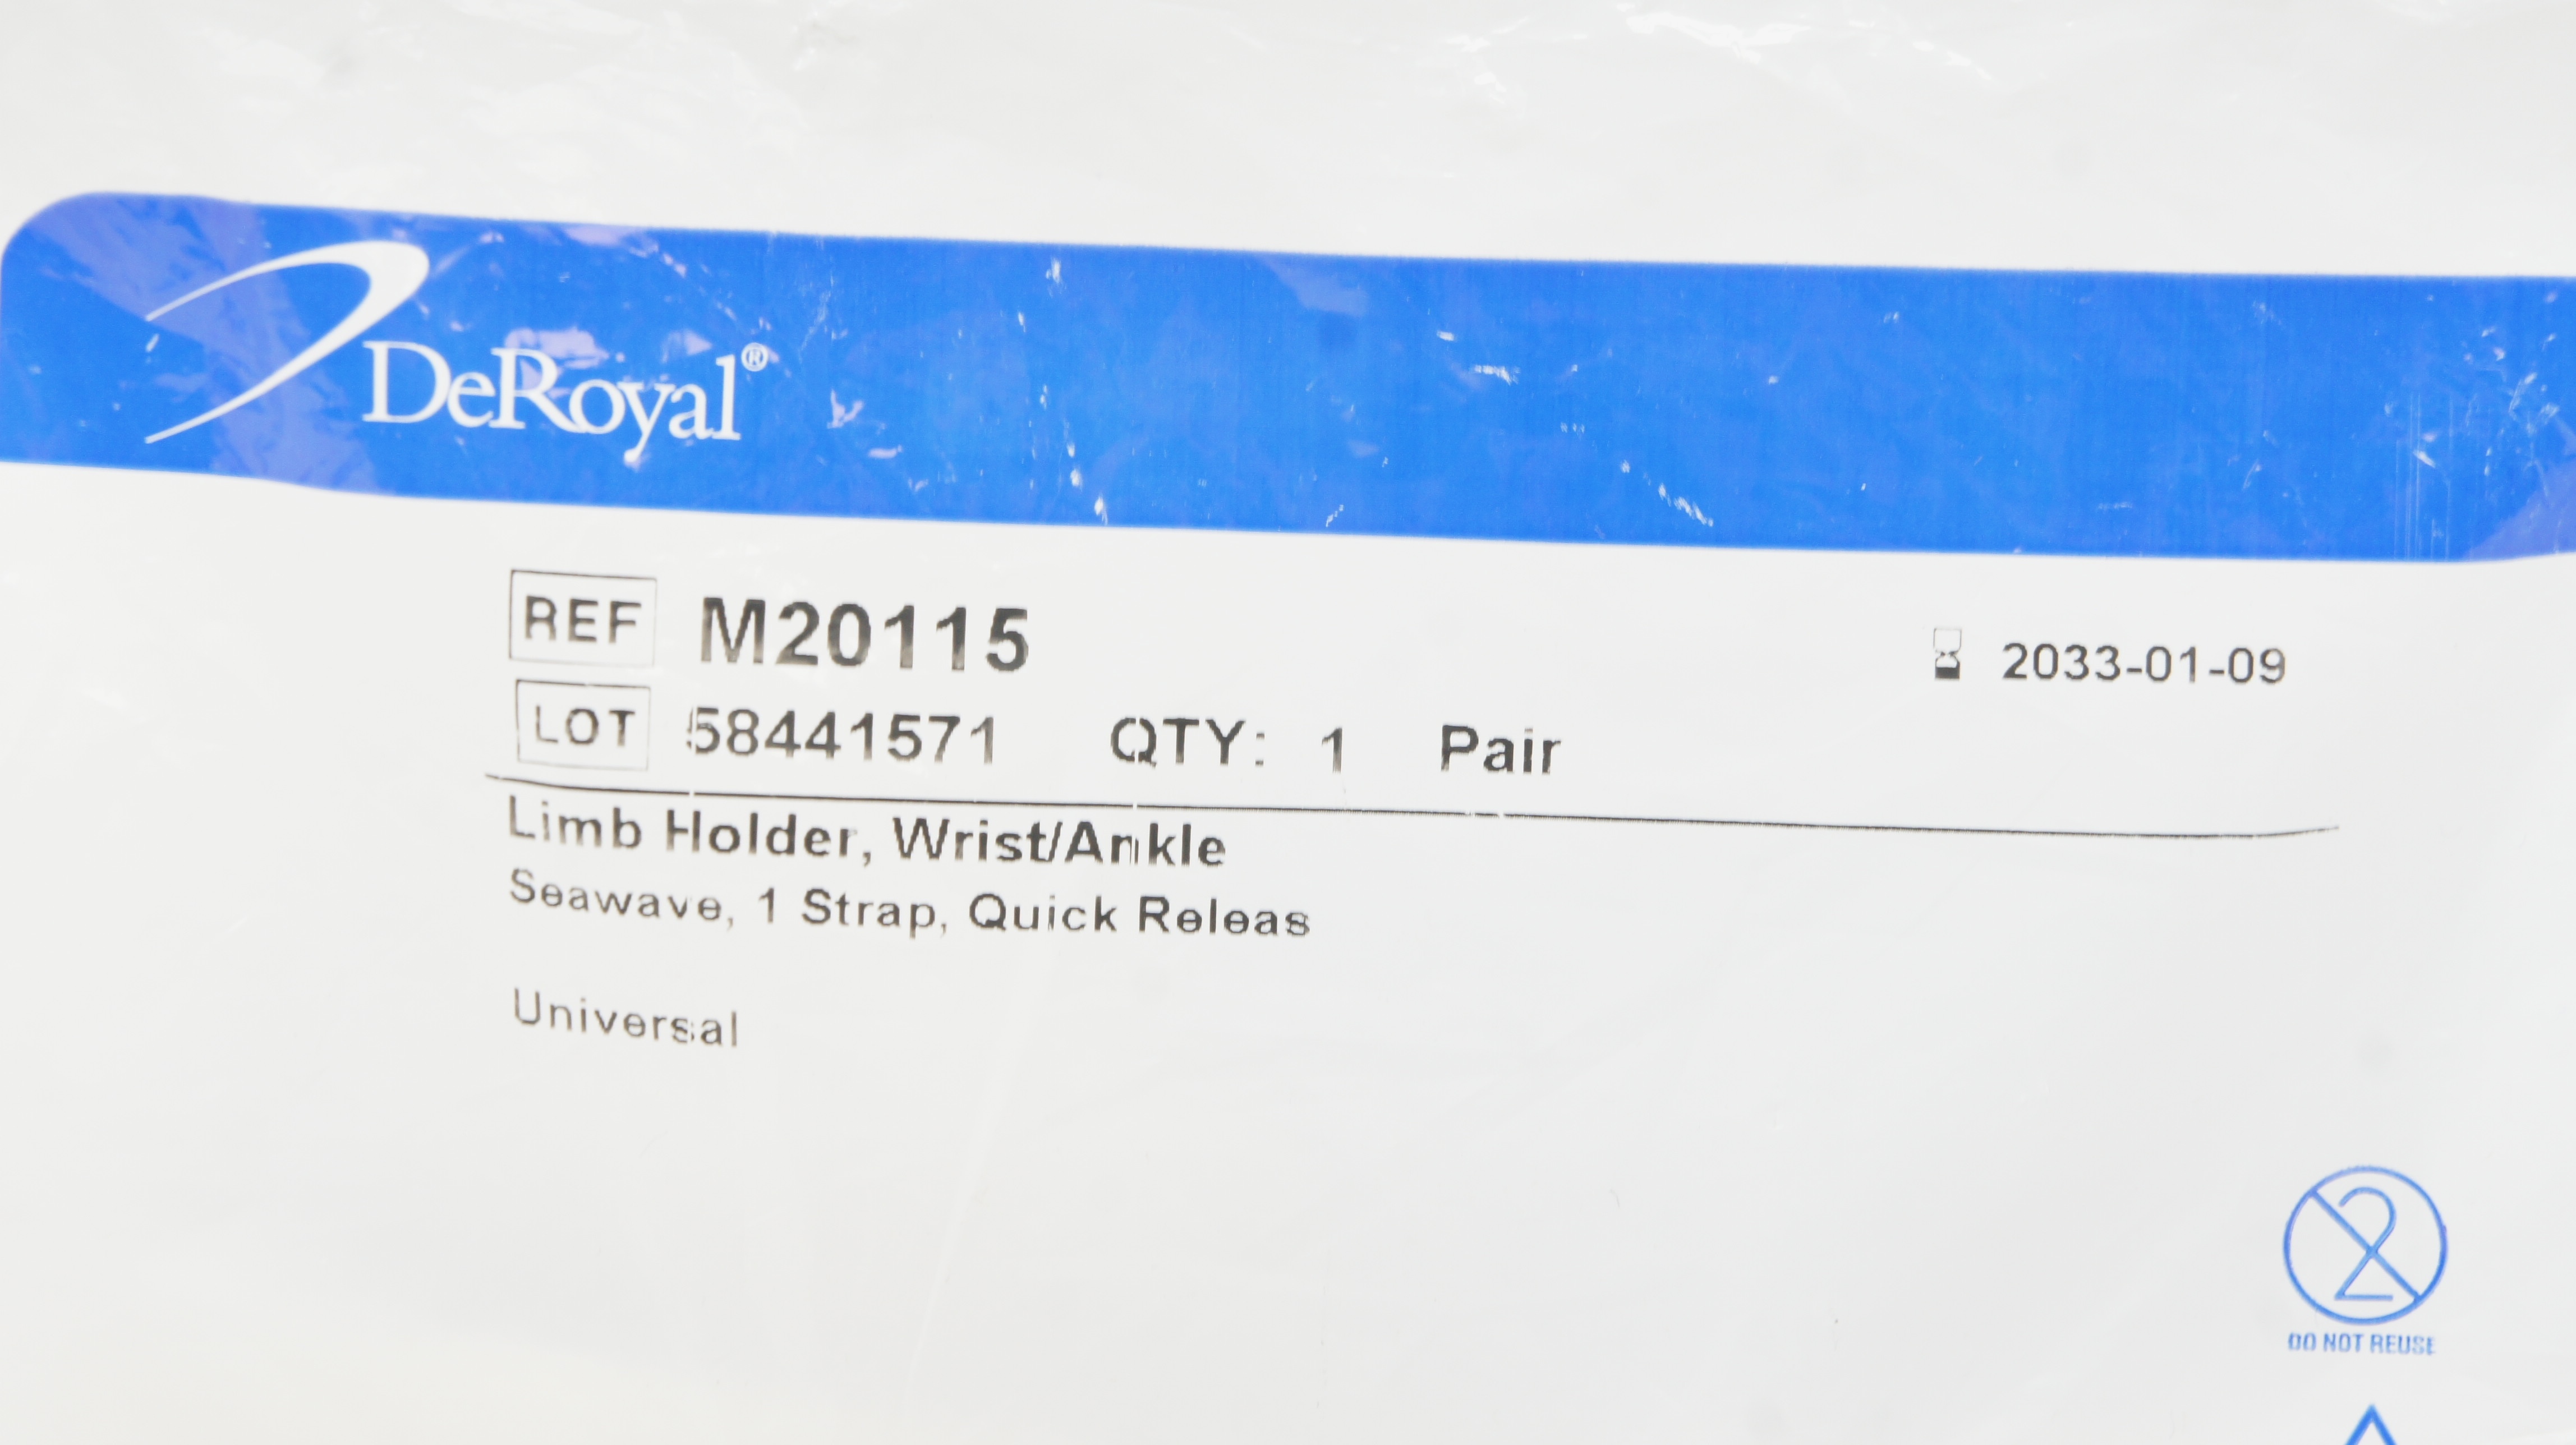 DeRoyal®
REF M20115
2033-01-09
LOT 58441571 QTY: 1 Pair
Limb Holder, Wrist/Ankle
Seawave, 1 Strap, Quick Releas
Universal
2
DO NOT REUSE